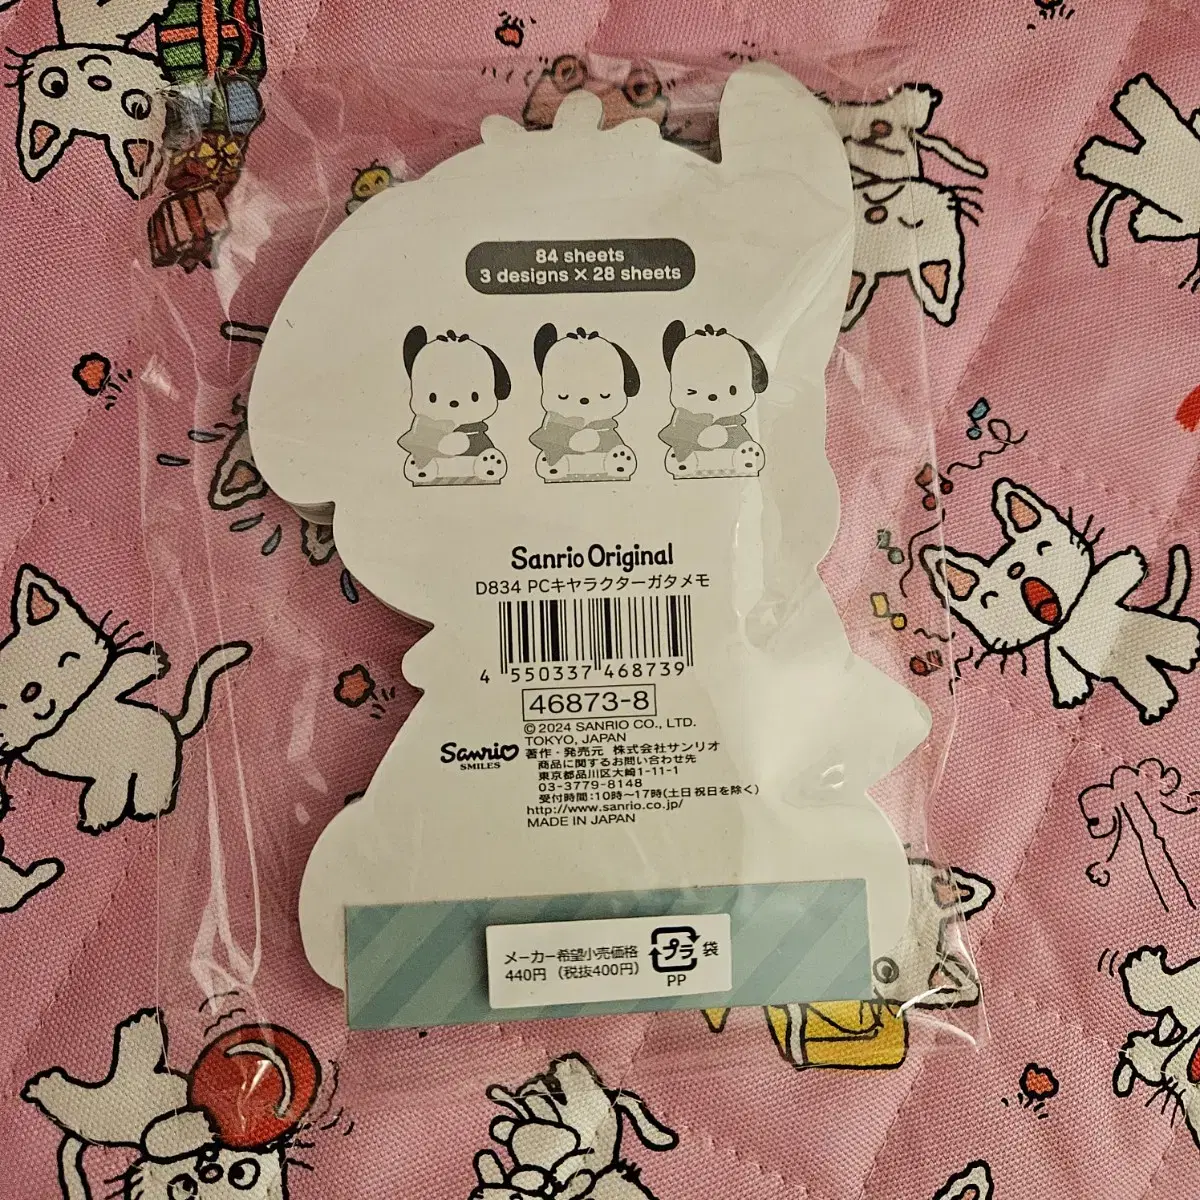 84 sheets
3 designs × 28 sheets
Sanrio Original
D834 PCキヤラクターガタメモ
4 550337 468739
46873-8
© 2024 SANRIO CO., LTD.
TOKYO, JAPAN
Sanrio
SMILES
著作・発売元 株式会社サンリオ
商品に関するお問い合わせ先
東京都品川区大崎1-11-1
03-3779-8148
受付時間:10時～17時(土日祝日を除く)
http://www.sanrio.co.jp/
MADE IN JAPAN
メーカー希望小売価格
440円 (税抜400円)
プラ
袋
PP